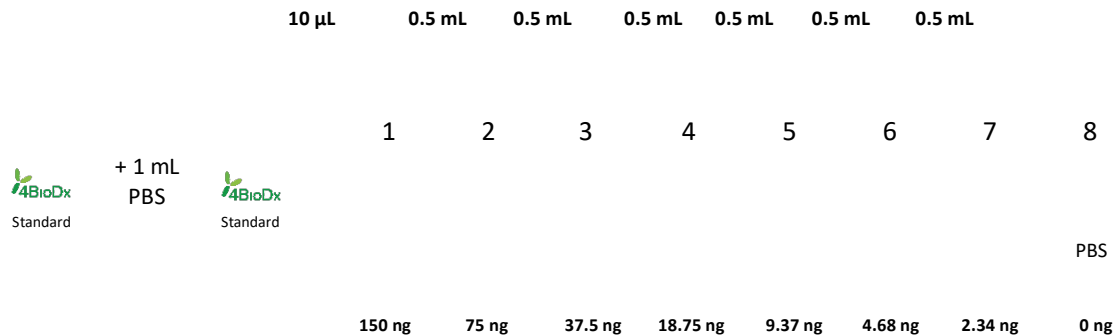 10 µL 0.5 mL 0.5 mL 0.5 mL 0.5 mL 0.5 mL 0.5 mL
1 2 3 4 5 6 7 8
+ 1 mL
PBS
4BioDx
Standard
4BioDx
Standard
PBS
150 ng 75 ng 37.5 ng 18.75 ng 9.37 ng 4.68 ng 2.34 ng 0 ng